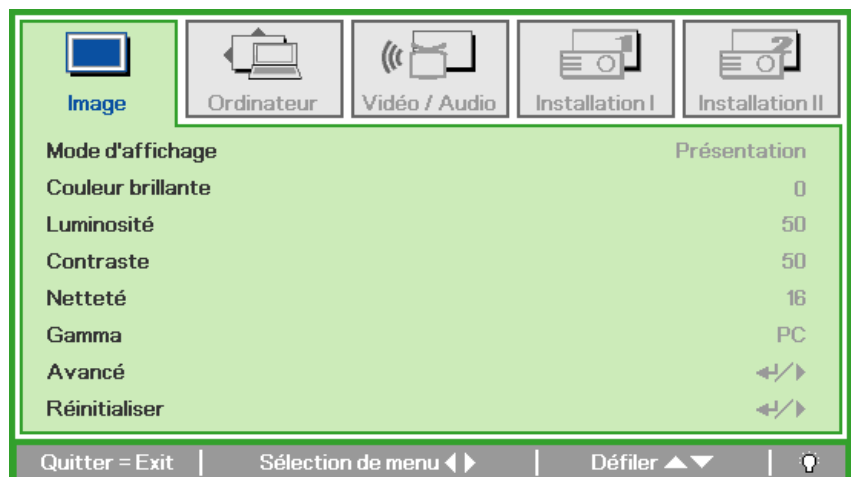 Image Ordinateur Vidéo / Audio Installation I Installation II
Mode d'affichage Présentation
Couleur brillante 0
Luminosité 50
Contraste 50
Netteté 16
Gamma PC
Avancé
Réinitialiser
Quitter = Exit Sélection de menu Défiler